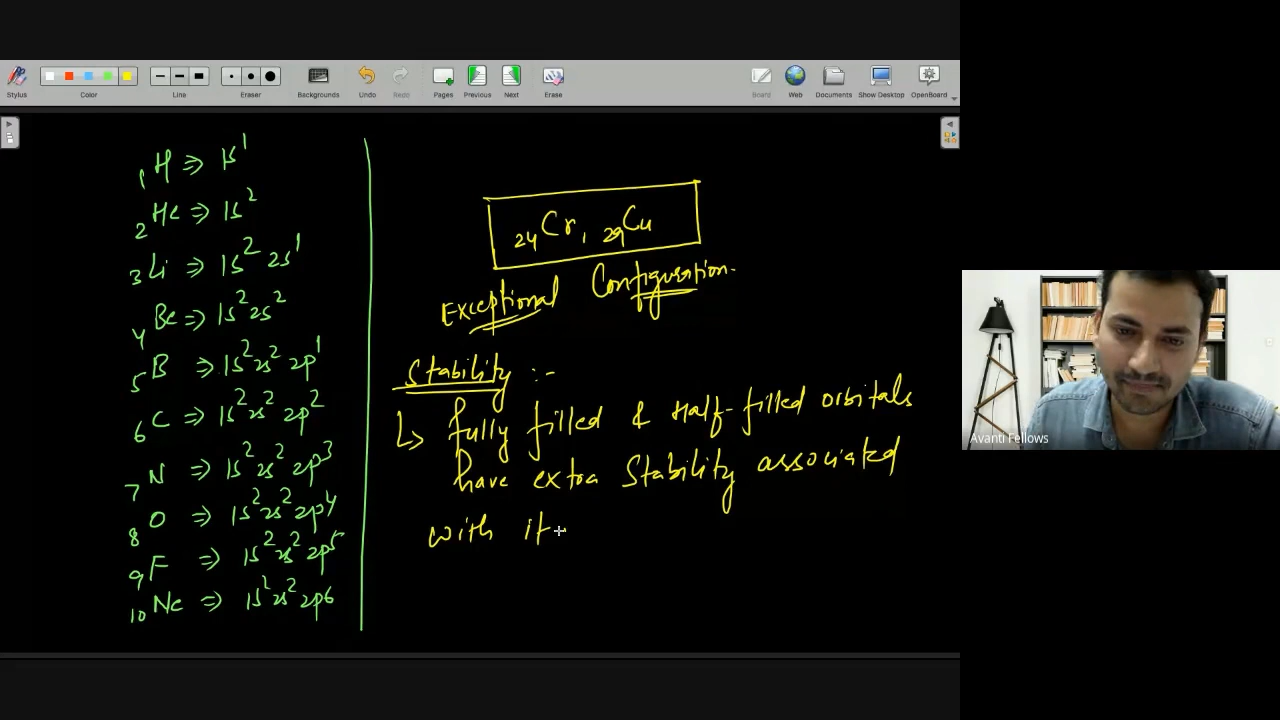 Stylus
Color
Line
Eraser
Backgrounds
Undo
Redo
Pages
Previous
Next
Erase
Board
Web
Documents
Show Desktop
OpenBoard
₁H ⇒ 1s¹
₂He ⇒ 1s²
₃Li ⇒ 1s² 2s¹
₄Be ⇒ 1s² 2s²
₅B ⇒ 1s² 2s² 2p¹
₆C ⇒ 1s² 2s² 2p²
₇N ⇒ 1s² 2s² 2p³
₈O ⇒ 1s² 2s² 2p⁴
₉F ⇒ 1s² 2s² 2p⁵
₁₀Ne ⇒ 1s² 2s² 2p6
₂₄Cr, ₂₉Cu
Exceptional Configuration.
Stability :-
↳ fully filled & Half-filled orbitals
have extra Stability associated
with it
Avanti Fellows